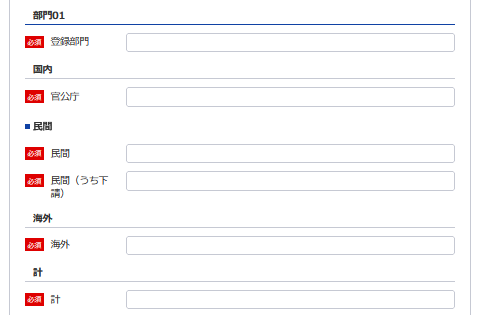 部門01
必須 登録部門
国内
必須 官公庁
民間
必須 民間
必須 民間（うち下
請）
海外
必須 海外
計
必須 計